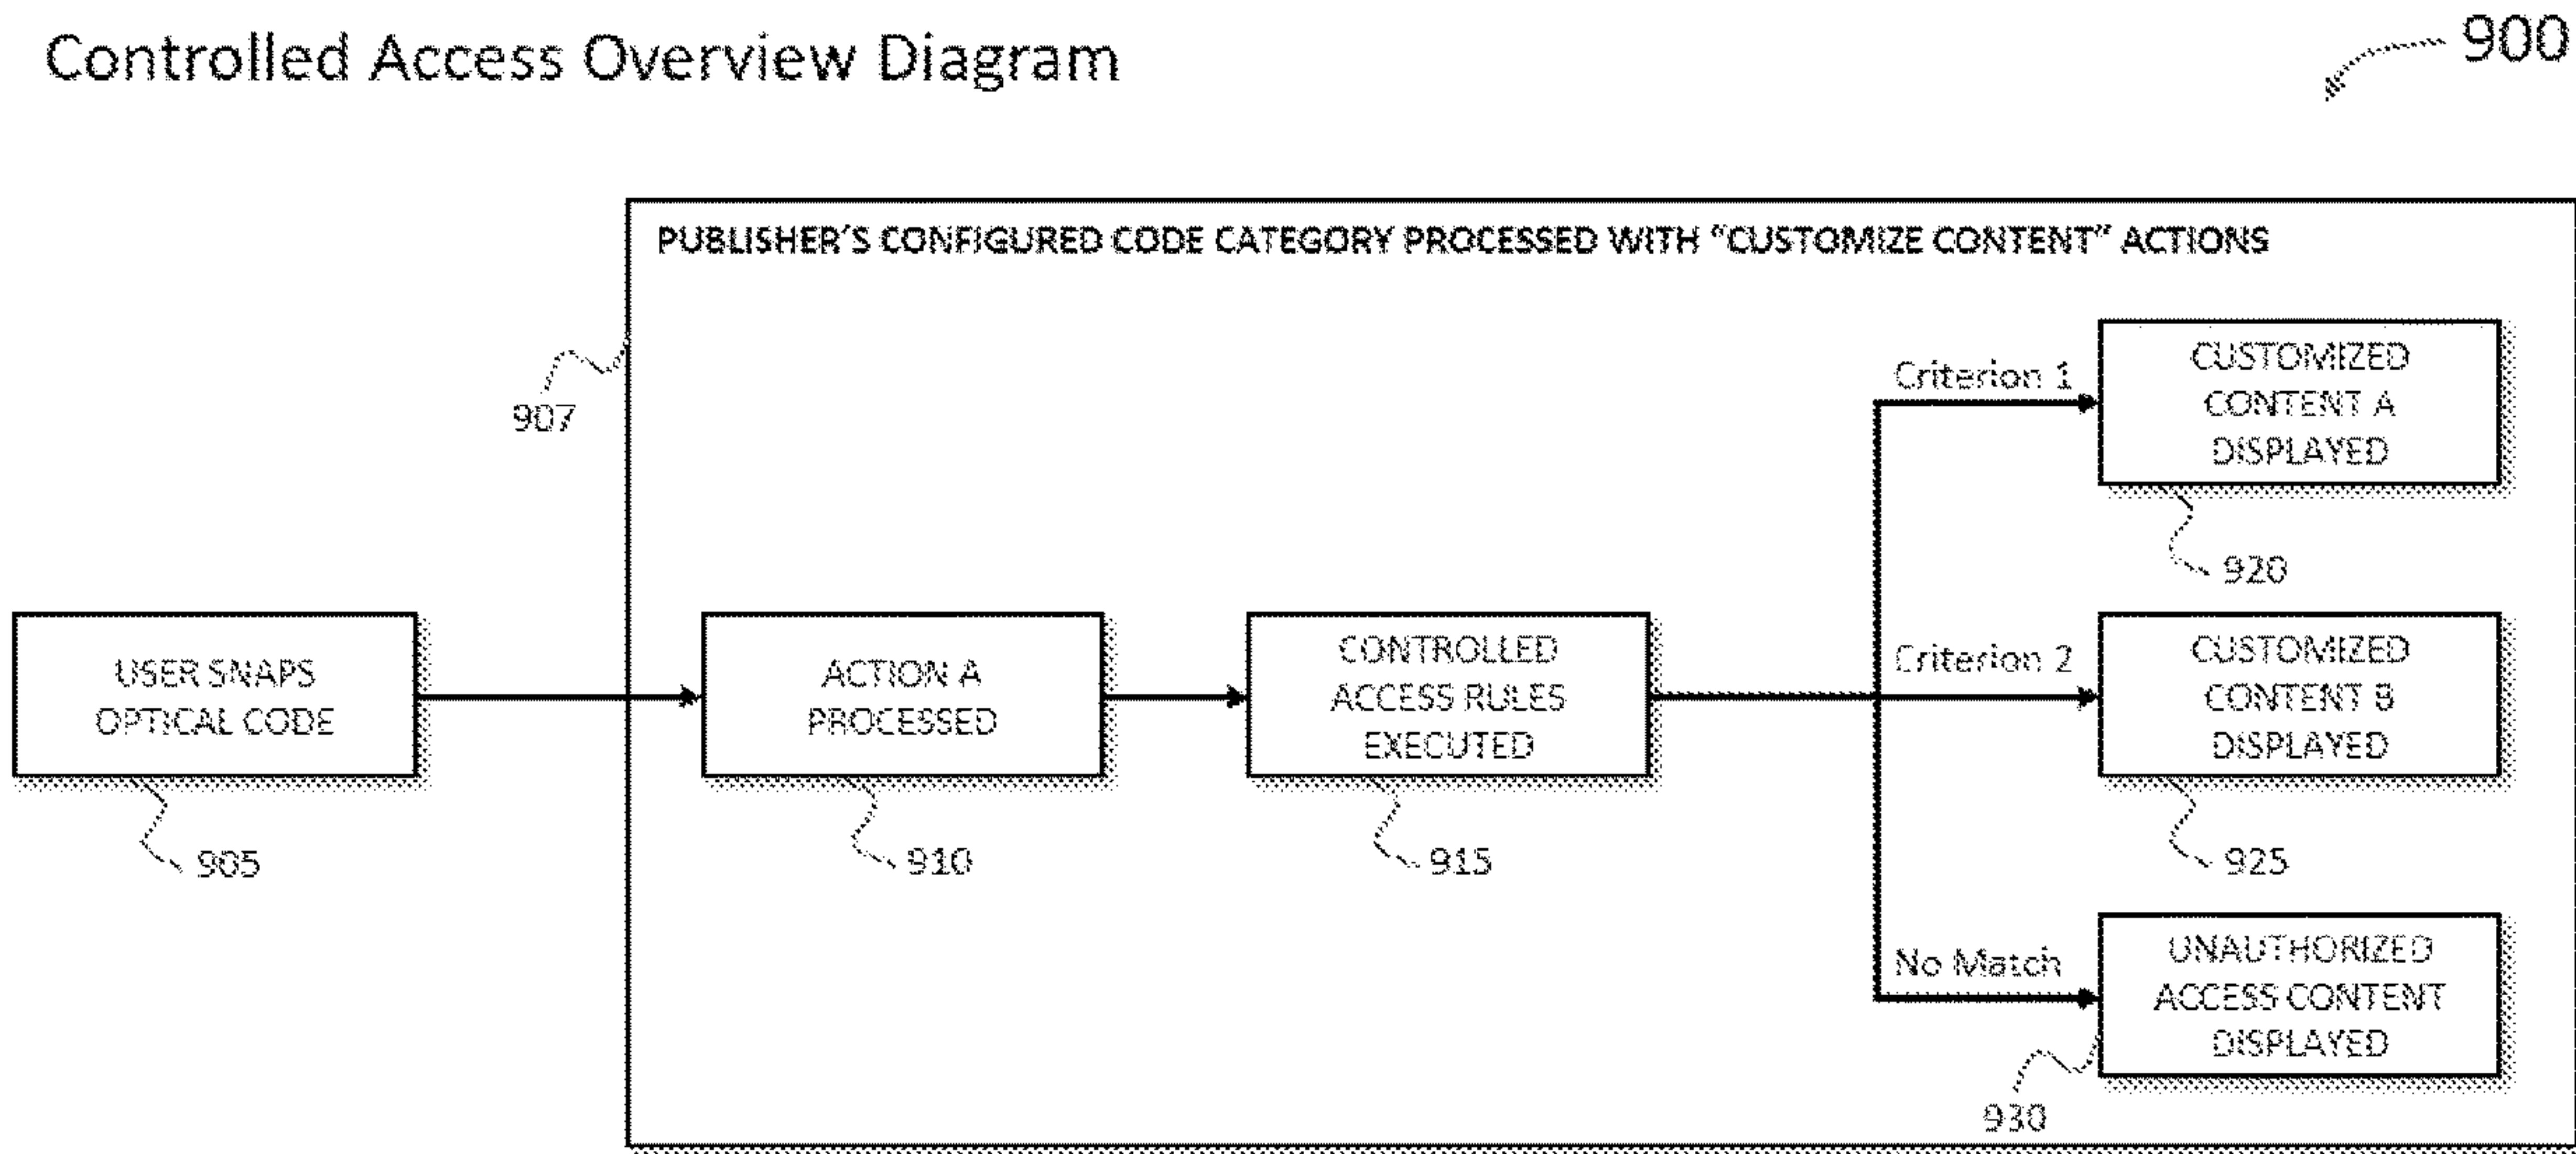 Controlled Access Overview Diagram
900
PUBLISHER'S CONFIGURED CODE CATEGORY PROCESSED WITH "CUSTOMIZE CONTENT" ACTIONS
907
USER SNAPS
OPTICAL CODE
905
ACTION A
PROCESSED
910
CONTROLLED
ACCESS RULES
EXECUTED
915
Criterion 1
CUSTOMIZED
CONTENT A
DISPLAYED
920
Criterion 2
CUSTOMIZED
CONTENT B
DISPLAYED
925
No Match
UNAUTHORIZED
ACCESS CONTENT
DISPLAYED
930